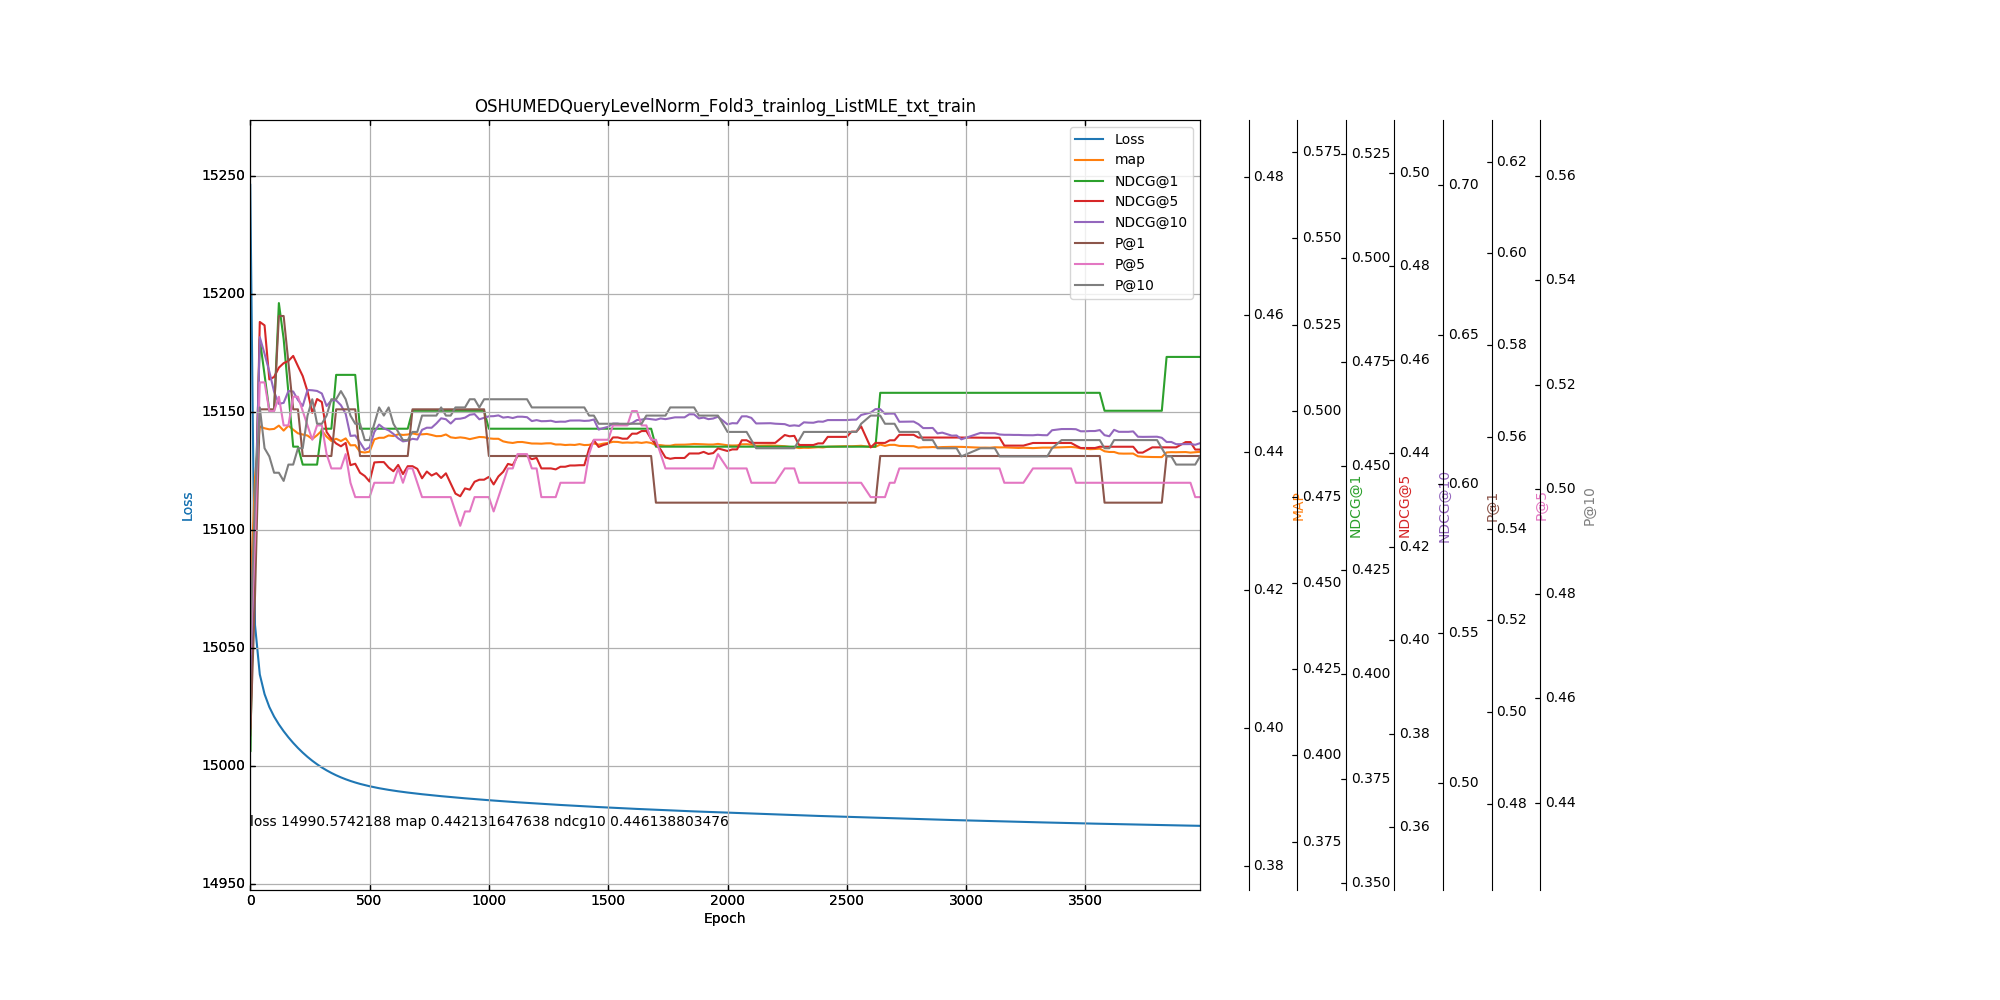 OSHUMEDQueryLevelNorm_Fold3_trainlog_ListMLE_txt_train
Loss
map
NDCG@1
NDCG@5
NDCG@10
P@1
P@5
P@10
15250
15200
15150
15100
15050
15000
14950
Loss
loss 14990.5742188 map 0.442131647638 ndcg10 0.446138803476
0 500 1000 1500 2000 2500 3000 3500
Epoch
0.48
0.46
0.44
0.42
0.40
0.38
MAP
0.575
0.550
0.525
0.500
0.475
0.450
0.425
0.400
0.375
NDCG@1
0.525
0.500
0.475
0.450
0.425
0.400
0.375
0.350
NDCG@5
0.50
0.48
0.46
0.44
0.42
0.40
0.38
0.36
NDCG@10
0.70
0.65
0.60
0.55
0.50
P@1
0.62
0.60
0.58
0.56
0.54
0.52
0.50
0.48
P@5
0.56
0.54
0.52
0.50
0.48
0.46
0.44
P@10